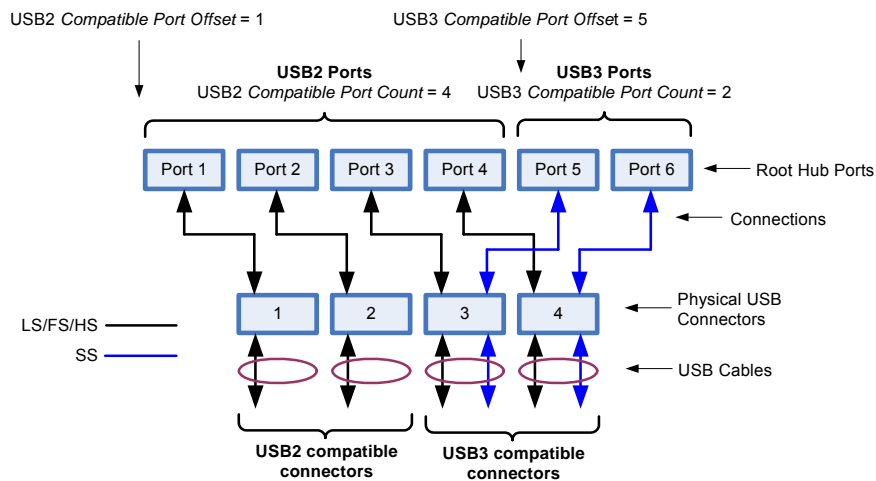 USB2 Compatible Port Offset = 1
USB3 Compatible Port Offset = 5
USB2 Ports
USB2 Compatible Port Count = 4
USB3 Ports
USB3 Compatible Port Count = 2
Port 1
Port 2
Port 3
Port 4
Port 5
Port 6
Root Hub Ports
Connections
1
2
3
4
Physical USB
Connectors
LS/FS/HS
SS
USB Cables
USB2 compatible
connectors
USB3 compatible
connectors